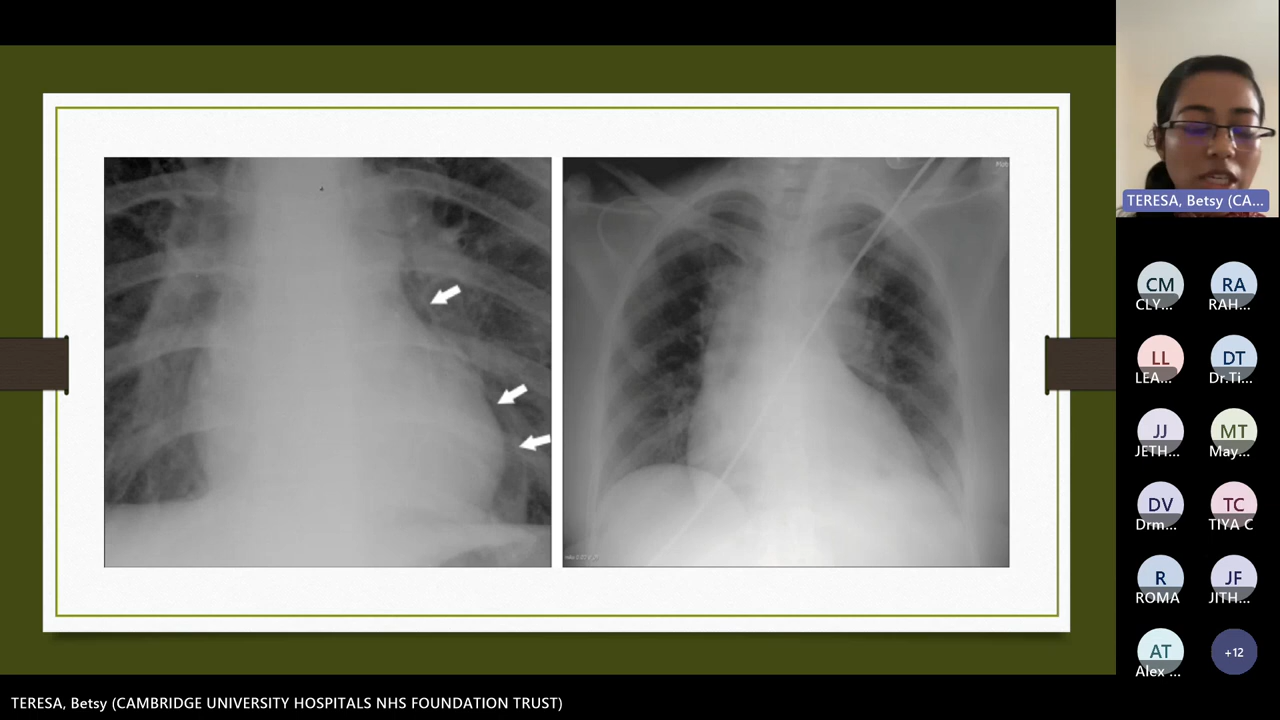 TERESA, Betsy (CA...
CM
CLY...
RA
RAH...
LL
LEA...
DT
Dr.Ti...
JJ
JETH...
MT
May...
DV
Drm...
TC
TIYA C
R
ROMA
JF
JITH...
AT
Alex ...
+12
TERESA, Betsy (CAMBRIDGE UNIVERSITY HOSPITALS NHS FOUNDATION TRUST)